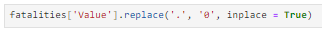 fatalities['Value'].replace('.', '0', inplace = True)